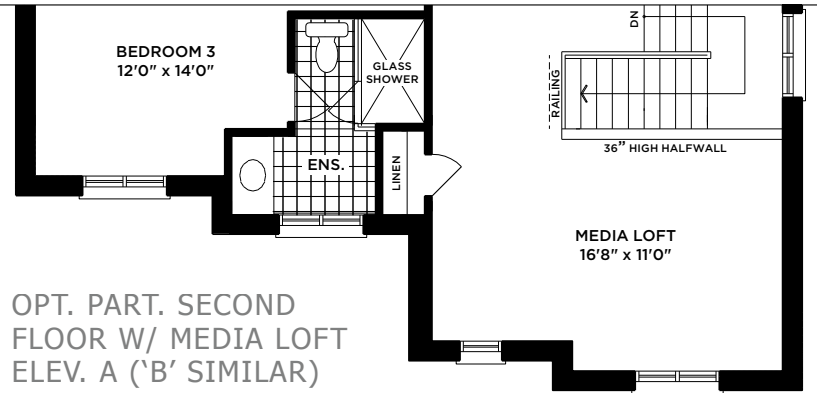 BEDROOM 3
12'0" x 14'0"
GLASS
SHOWER
DN
RAILING
36” HIGH HALFWALL
ENS.
LINEN
MEDIA LOFT
16'8" x 11'0"
OPT. PART. SECOND
FLOOR W/ MEDIA LOFT
ELEV. A (‘B’ SIMILAR)